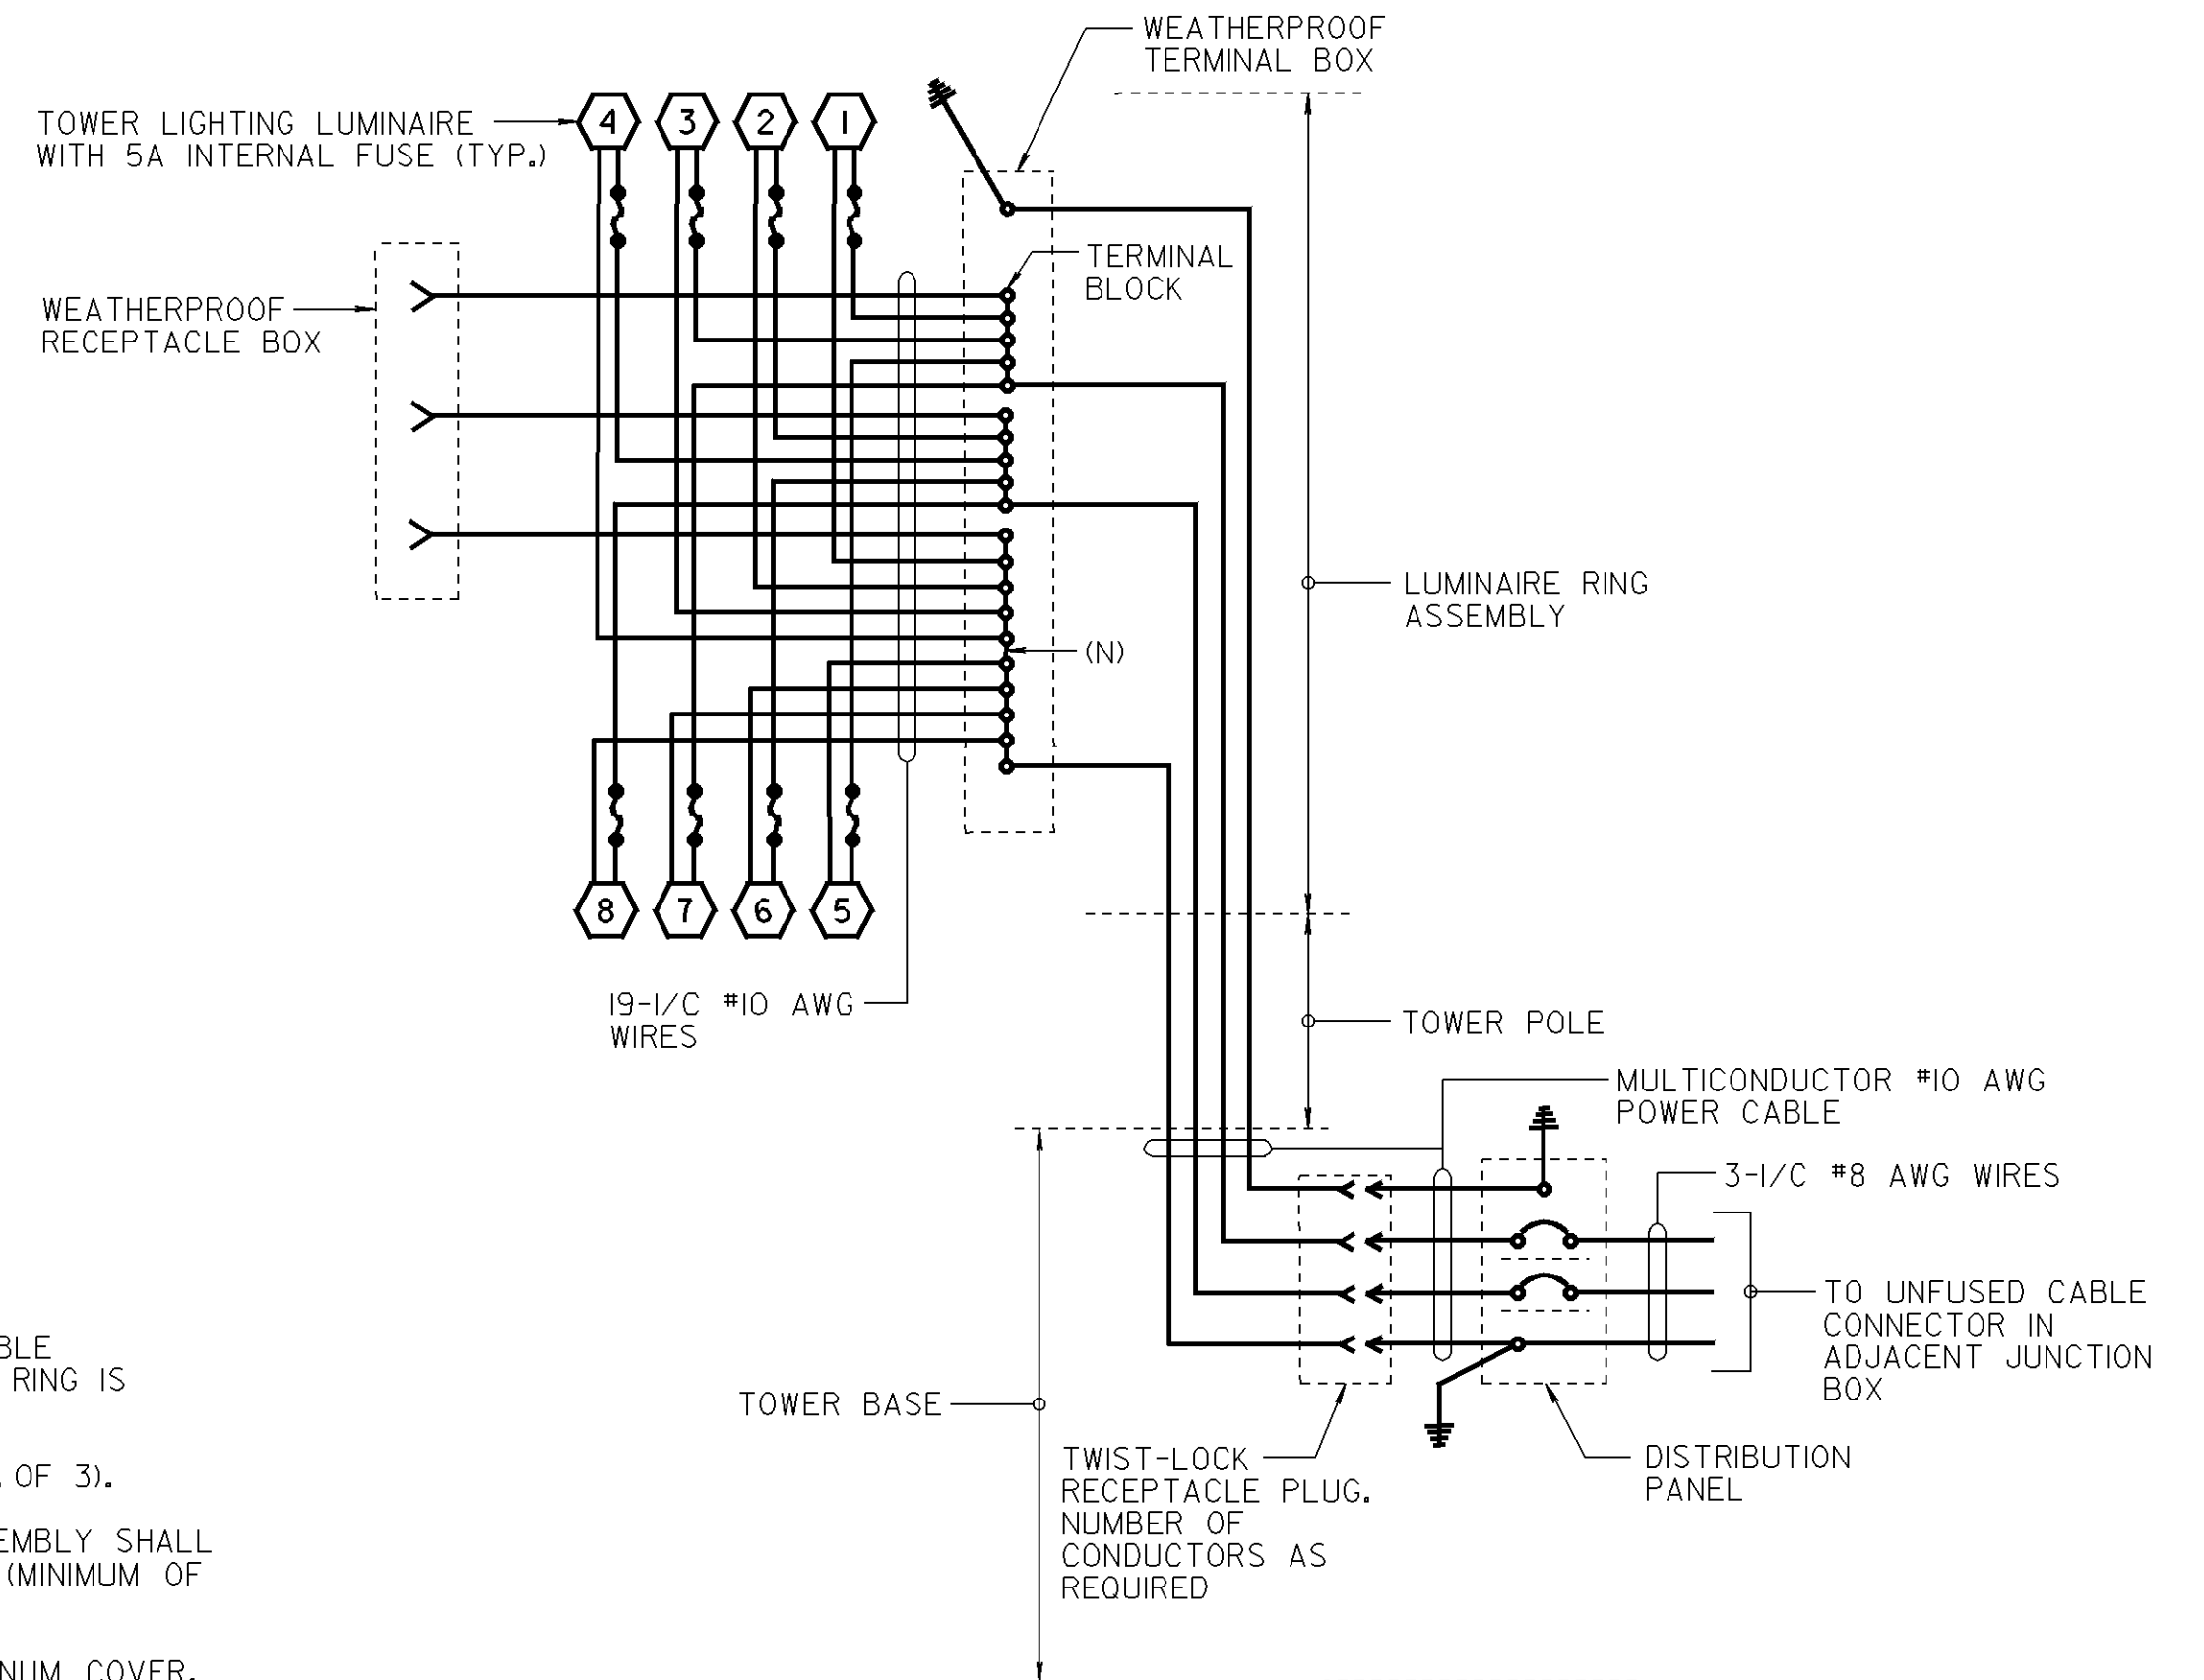 WEATHERPROOF
TERMINAL BOX
TOWER LIGHTING LUMINAIRE
WITH 5A INTERNAL FUSE (TYP.)
4 3 2 1
TERMINAL
BLOCK
WEATHERPROOF
RECEPTACLE BOX
LUMINAIRE RING
ASSEMBLY
(N)
8 7 6 5
19-1/C #10 AWG
WIRES
TOWER POLE
MULTICONDUCTOR #10 AWG
POWER CABLE
3-1/C #8 AWG WIRES
TO UNFUSED CABLE
CONNECTOR IN
ADJACENT JUNCTION
BOX
TOWER BASE
TWIST-LOCK
RECEPTACLE PLUG.
NUMBER OF
CONDUCTORS AS
REQUIRED
DISTRIBUTION
PANEL
BLE
RING IS
OF 3).
EMBLY SHALL
(MINIMUM OF
NUM COVER.